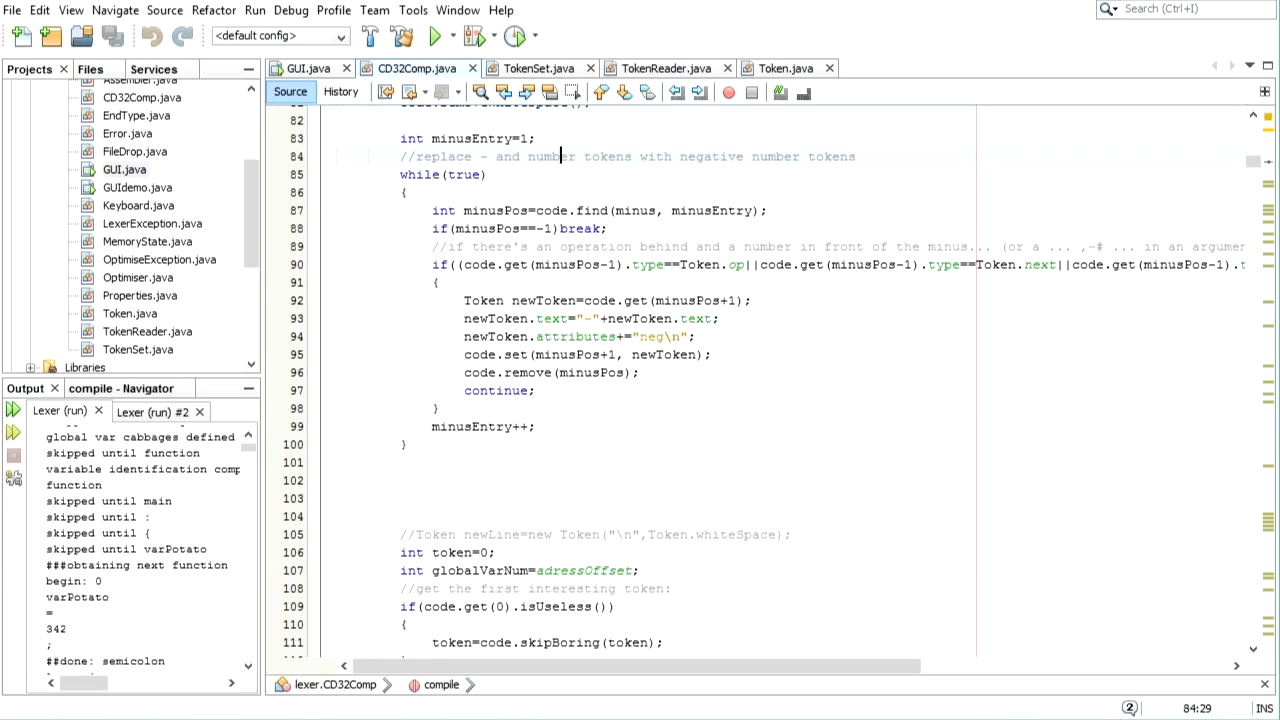 File Edit View Navigate Source Refactor Run Debug Profile Team Tools Window Help
Search (Ctrl+I)
<default config>
Projects Files Services
GUI.java CD32Comp.java TokenSet.java TokenReader.java Token.java
Source History
Assembler.java
CD32Comp.java
EndType.java
Error.java
FileDrop.java
GUI.java
GUIdemo.java
Keyboard.java
LexerException.java
MemoryState.java
OptimiseException.java
Optimiser.java
Properties.java
Token.java
TokenReader.java
TokenSet.java
Libraries
82
83 int minusEntry=1;
84 //replace - and number tokens with negative number tokens
85 while(true)
86 {
87 int minusPos=code.find(minus, minusEntry);
88 if(minusPos==-1)break;
89 //if there's an operation behind and a number in front of the minus... (or a ... ,-# ... in an argumer
90 if((code.get(minusPos-1).type==Token.op||code.get(minusPos-1).type==Token.next||code.get(minusPos-1).t
91 {
92 Token newToken=code.get(minusPos+1);
93 newToken.text="-"+newToken.text;
94 newToken.attributes+="neg\n";
95 code.set(minusPos+1, newToken);
96 code.remove(minusPos);
97 continue;
98 }
99 minusEntry++;
100 }
101
102
103
104
105 //Token newLine=new Token("\n",Token.whiteSpace);
106 int token=0;
107 int globalVarNum=adressOffset;
108 //get the first interesting token:
109 if(code.get(0).isUseless())
110 {
111 token=code.skipBoring(token);
Output compile - Navigator
Lexer (run) Lexer (run) #2
global var cabbages defined
skipped until function
variable identification comp
function
skipped until main
skipped until :
skipped until {
skipped until varPotato
###obtaining next function
begin: 0
varPotato
=
342
;
##done: semicolon
lexer.CD32Comp compile
2 84:29 INS